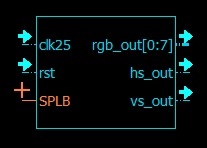 clk25 rgb_out[0:7]
rst hs_out
SPLB vs_out